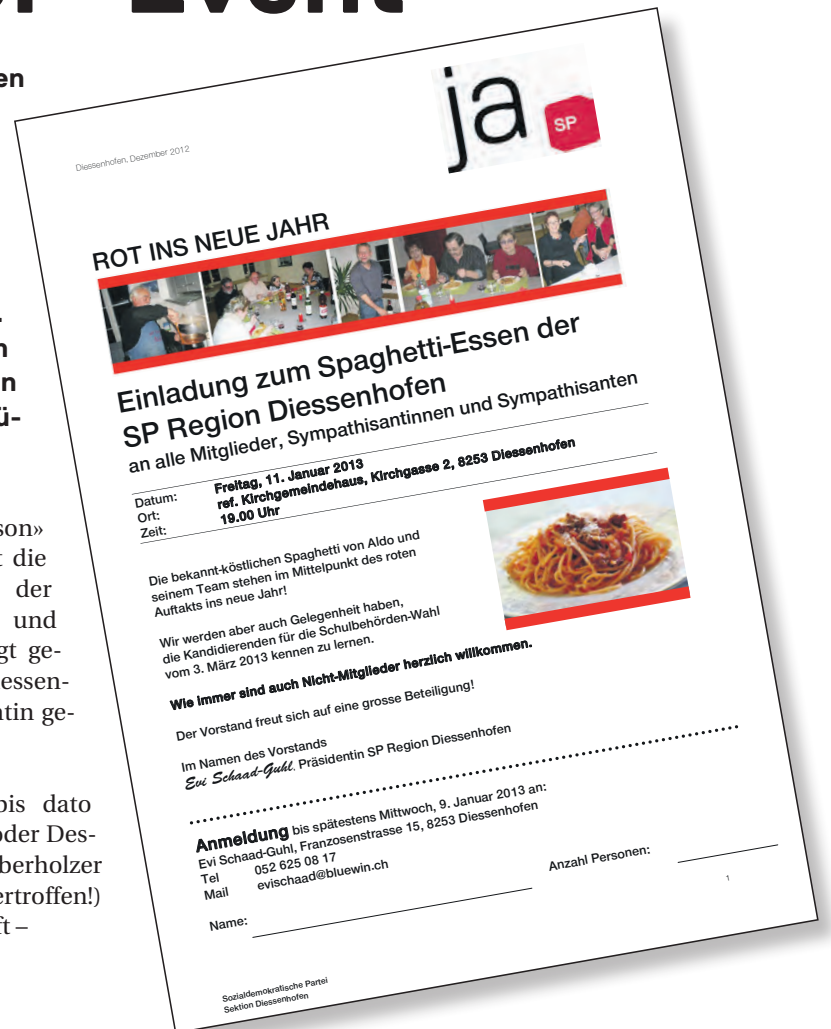 Event
en
n
n
ü-
son»
t die
der
und
gt ge-
essen-
ntin ge-
bis dato
oder Des-
berholzer
ertroffen!)
ft –
ja
SP
Diessenhofen, Dezember 2012
ROT INS NEUE JAHR
Einladung zum Spaghetti-Essen der
SP Region Diessenhofen
an alle Mitglieder, Sympathisantinnen und Sympathisanten
Datum: Freitag, 11. Januar 2013
Ort: ref. Kirchgemeindehaus, Kirchgasse 2, 8253 Diessenhofen
Zeit: 19.00 Uhr
Die bekannt-köstlichen Spaghetti von Aldo und
seinem Team stehen im Mittelpunkt des roten
Auftakts ins neue Jahr!
Wir werden aber auch Gelegenheit haben,
die Kandidierenden für die Schulbehörden-Wahl
vom 3. März 2013 kennen zu lernen.
Wie immer sind auch Nicht-Mitglieder herzlich willkommen.
Der Vorstand freut sich auf eine grosse Beteiligung!
Im Namen des Vorstands
Evi Schaad-Guhl, Präsidentin SP Region Diessenhofen
Anmeldung bis spätestens Mittwoch, 9. Januar 2013 an:
Evi Schaad-Guhl, Franzosenstrasse 15, 8253 Diessenhofen
Tel 052 625 08 17
Mail evischaad@bluewin.ch
Name: Anzahl Personen:
1
Sozialdemokratische Partei
Sektion Diessenhofen